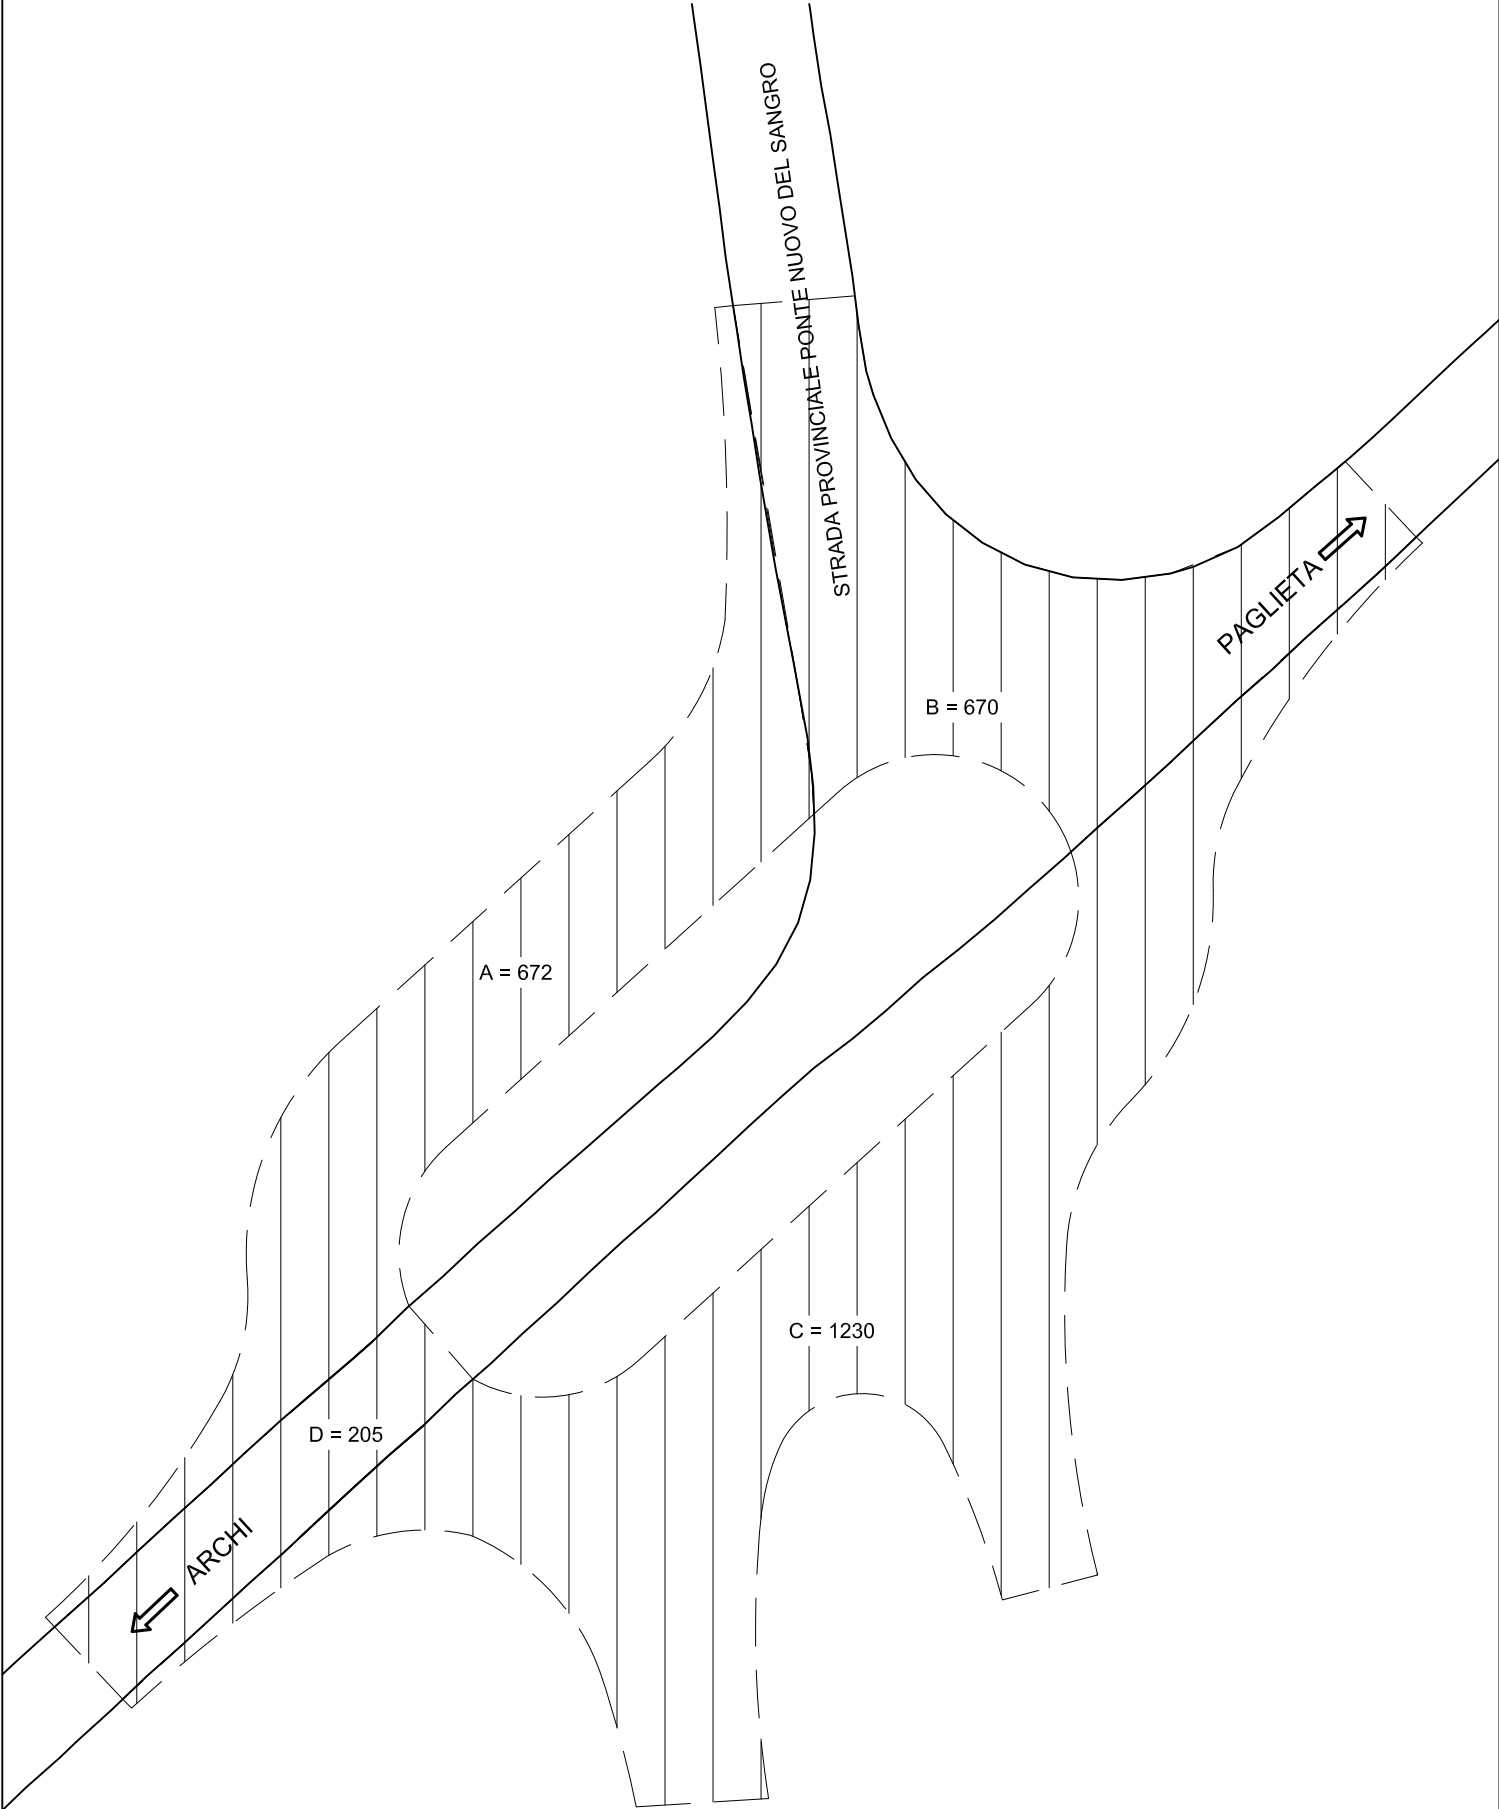 STRADA PROVINCIALE PONTE NUOVO DEL SANGRO
PAGLIETA
B = 670
A = 672
C = 1230
D = 205
ARCHI